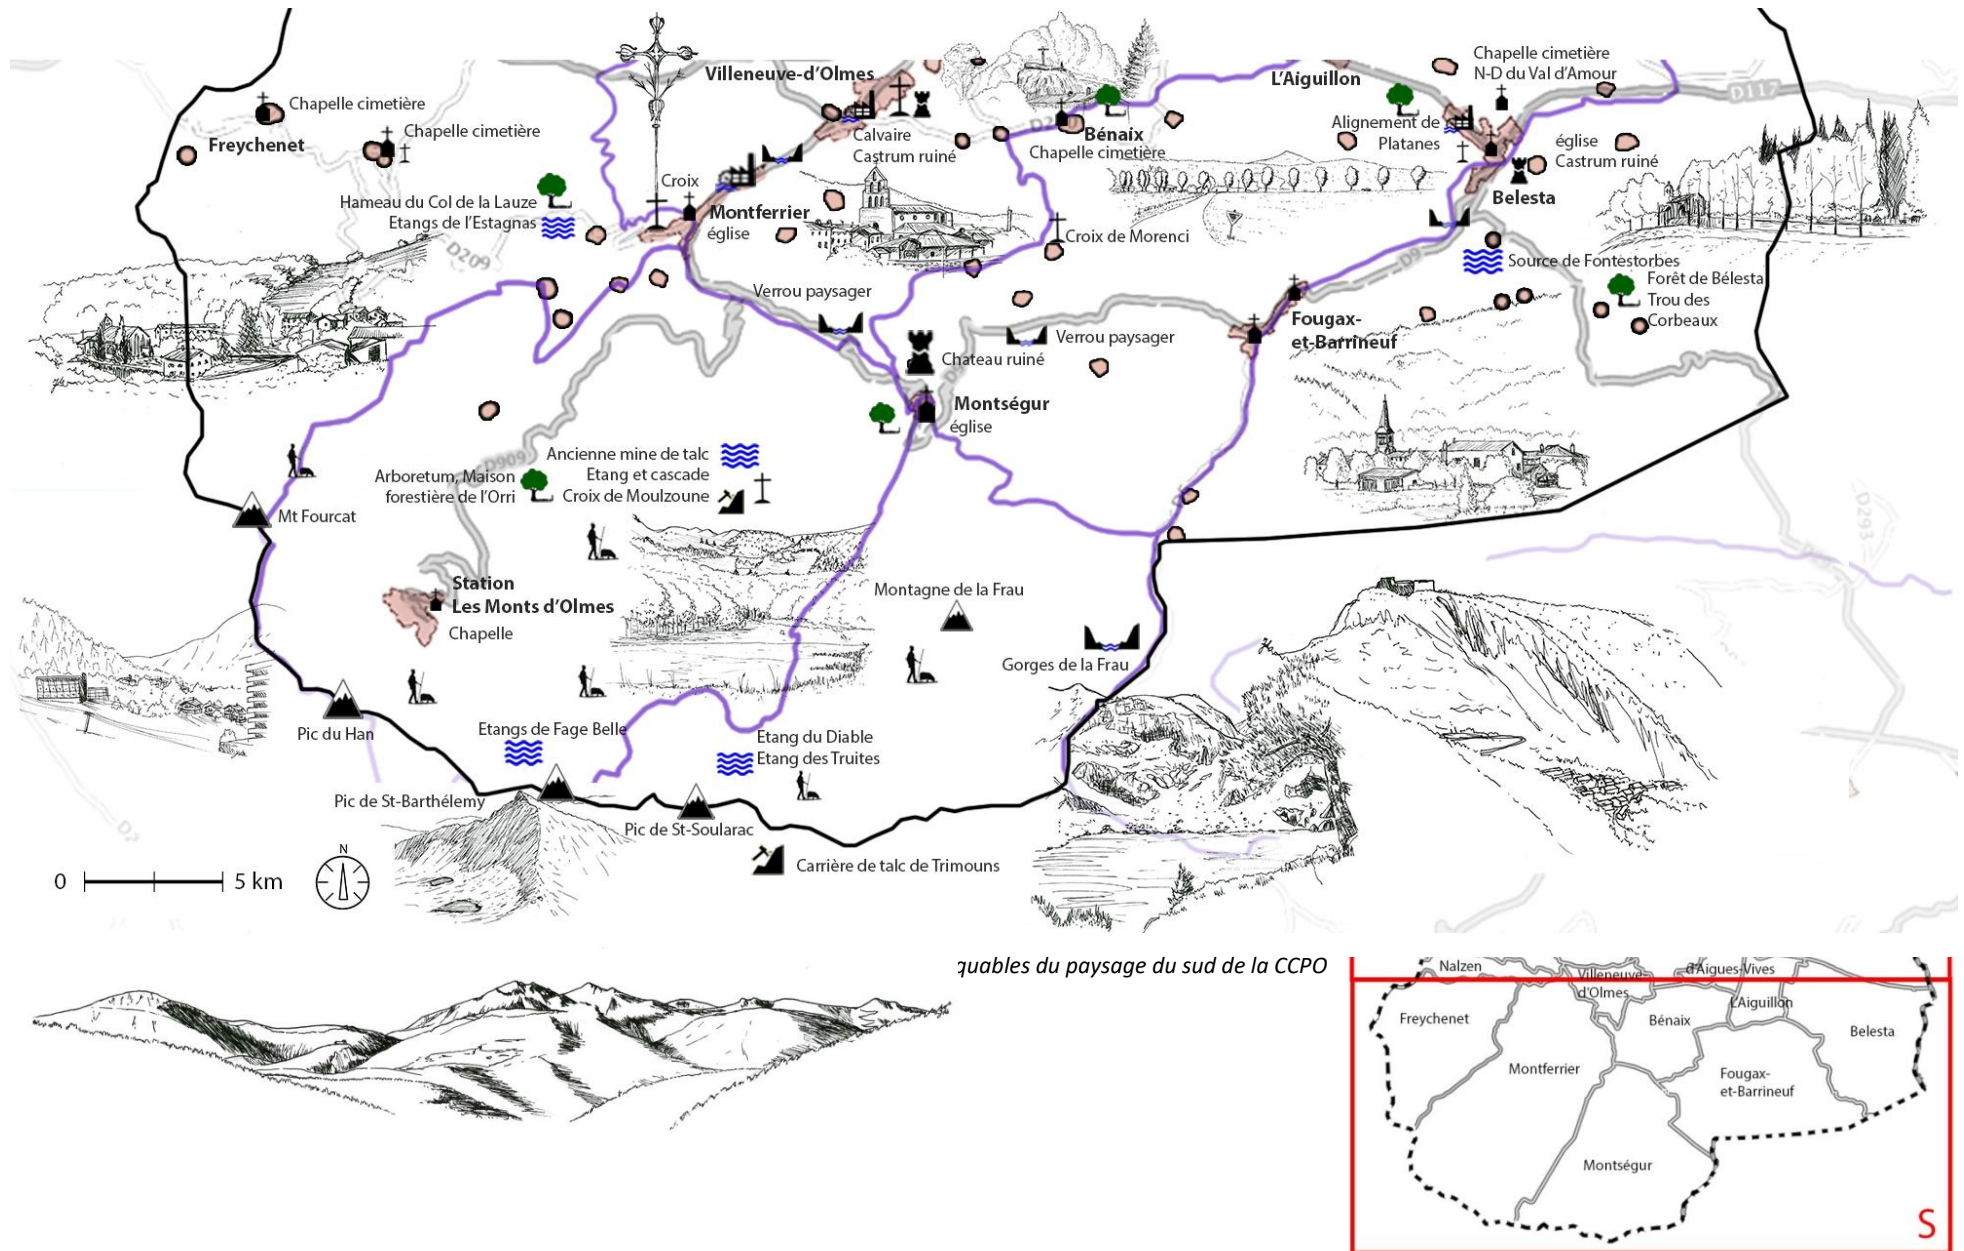 Villeneuve-d'Olmes
L'Aiguillon
Chapelle cimetière
N-D du Val d'Amour
D117
Chapelle cimetière
Freychenet
Chapelle cimetière
Calvaire
Castrum ruiné
Bénaix
Chapelle cimetière
Alignement de
Platanes
église
Castrum ruiné
Belesta
Croix
Hameau du Col de la Lauze
Etangs de l'Estagnas
Montferrier
église
D209
Croix de Morenci
D9
Source de Fontestorbes
Forêt de Bélesta
Trou des
Corbeaux
Verrou paysager
Fougax-
et-Barrineuf
Verrou paysager
Chateau ruiné
Montségur
église
D909
Ancienne mine de talc
Etang et cascade
Croix de Moulzoune
Arboretum, Maison
forestière de l'Orri
Mt Fourcat
D293
Station
Les Monts d'Olmes
Chapelle
Montagne de la Frau
Gorges de la Frau
Pic du Han
Etangs de Fage Belle
Etang du Diable
Etang des Truites
Pic de St-Barthélemy
Pic de St-Soularac
D2
Carrière de talc de Trimouns
0 5 km
N
quables du paysage du sud de la CCPO
Nalzen
Villeneuve-
d'Olmes
d'Aigues-Vives
L'Aiguillon
Freychenet
Bénaix
Belesta
Montferrier
Fougax-
et-Barrineuf
Montségur
S